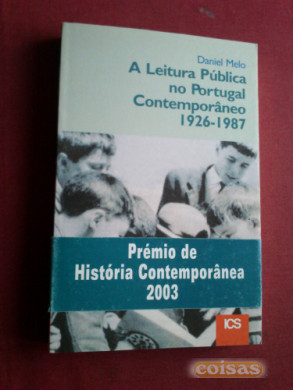 Daniel Melo
A Leitura Pública
no Portugal
Contemporâneo
1926-1987
Prémio de
História Contemporânea
2003
ICS
coisas